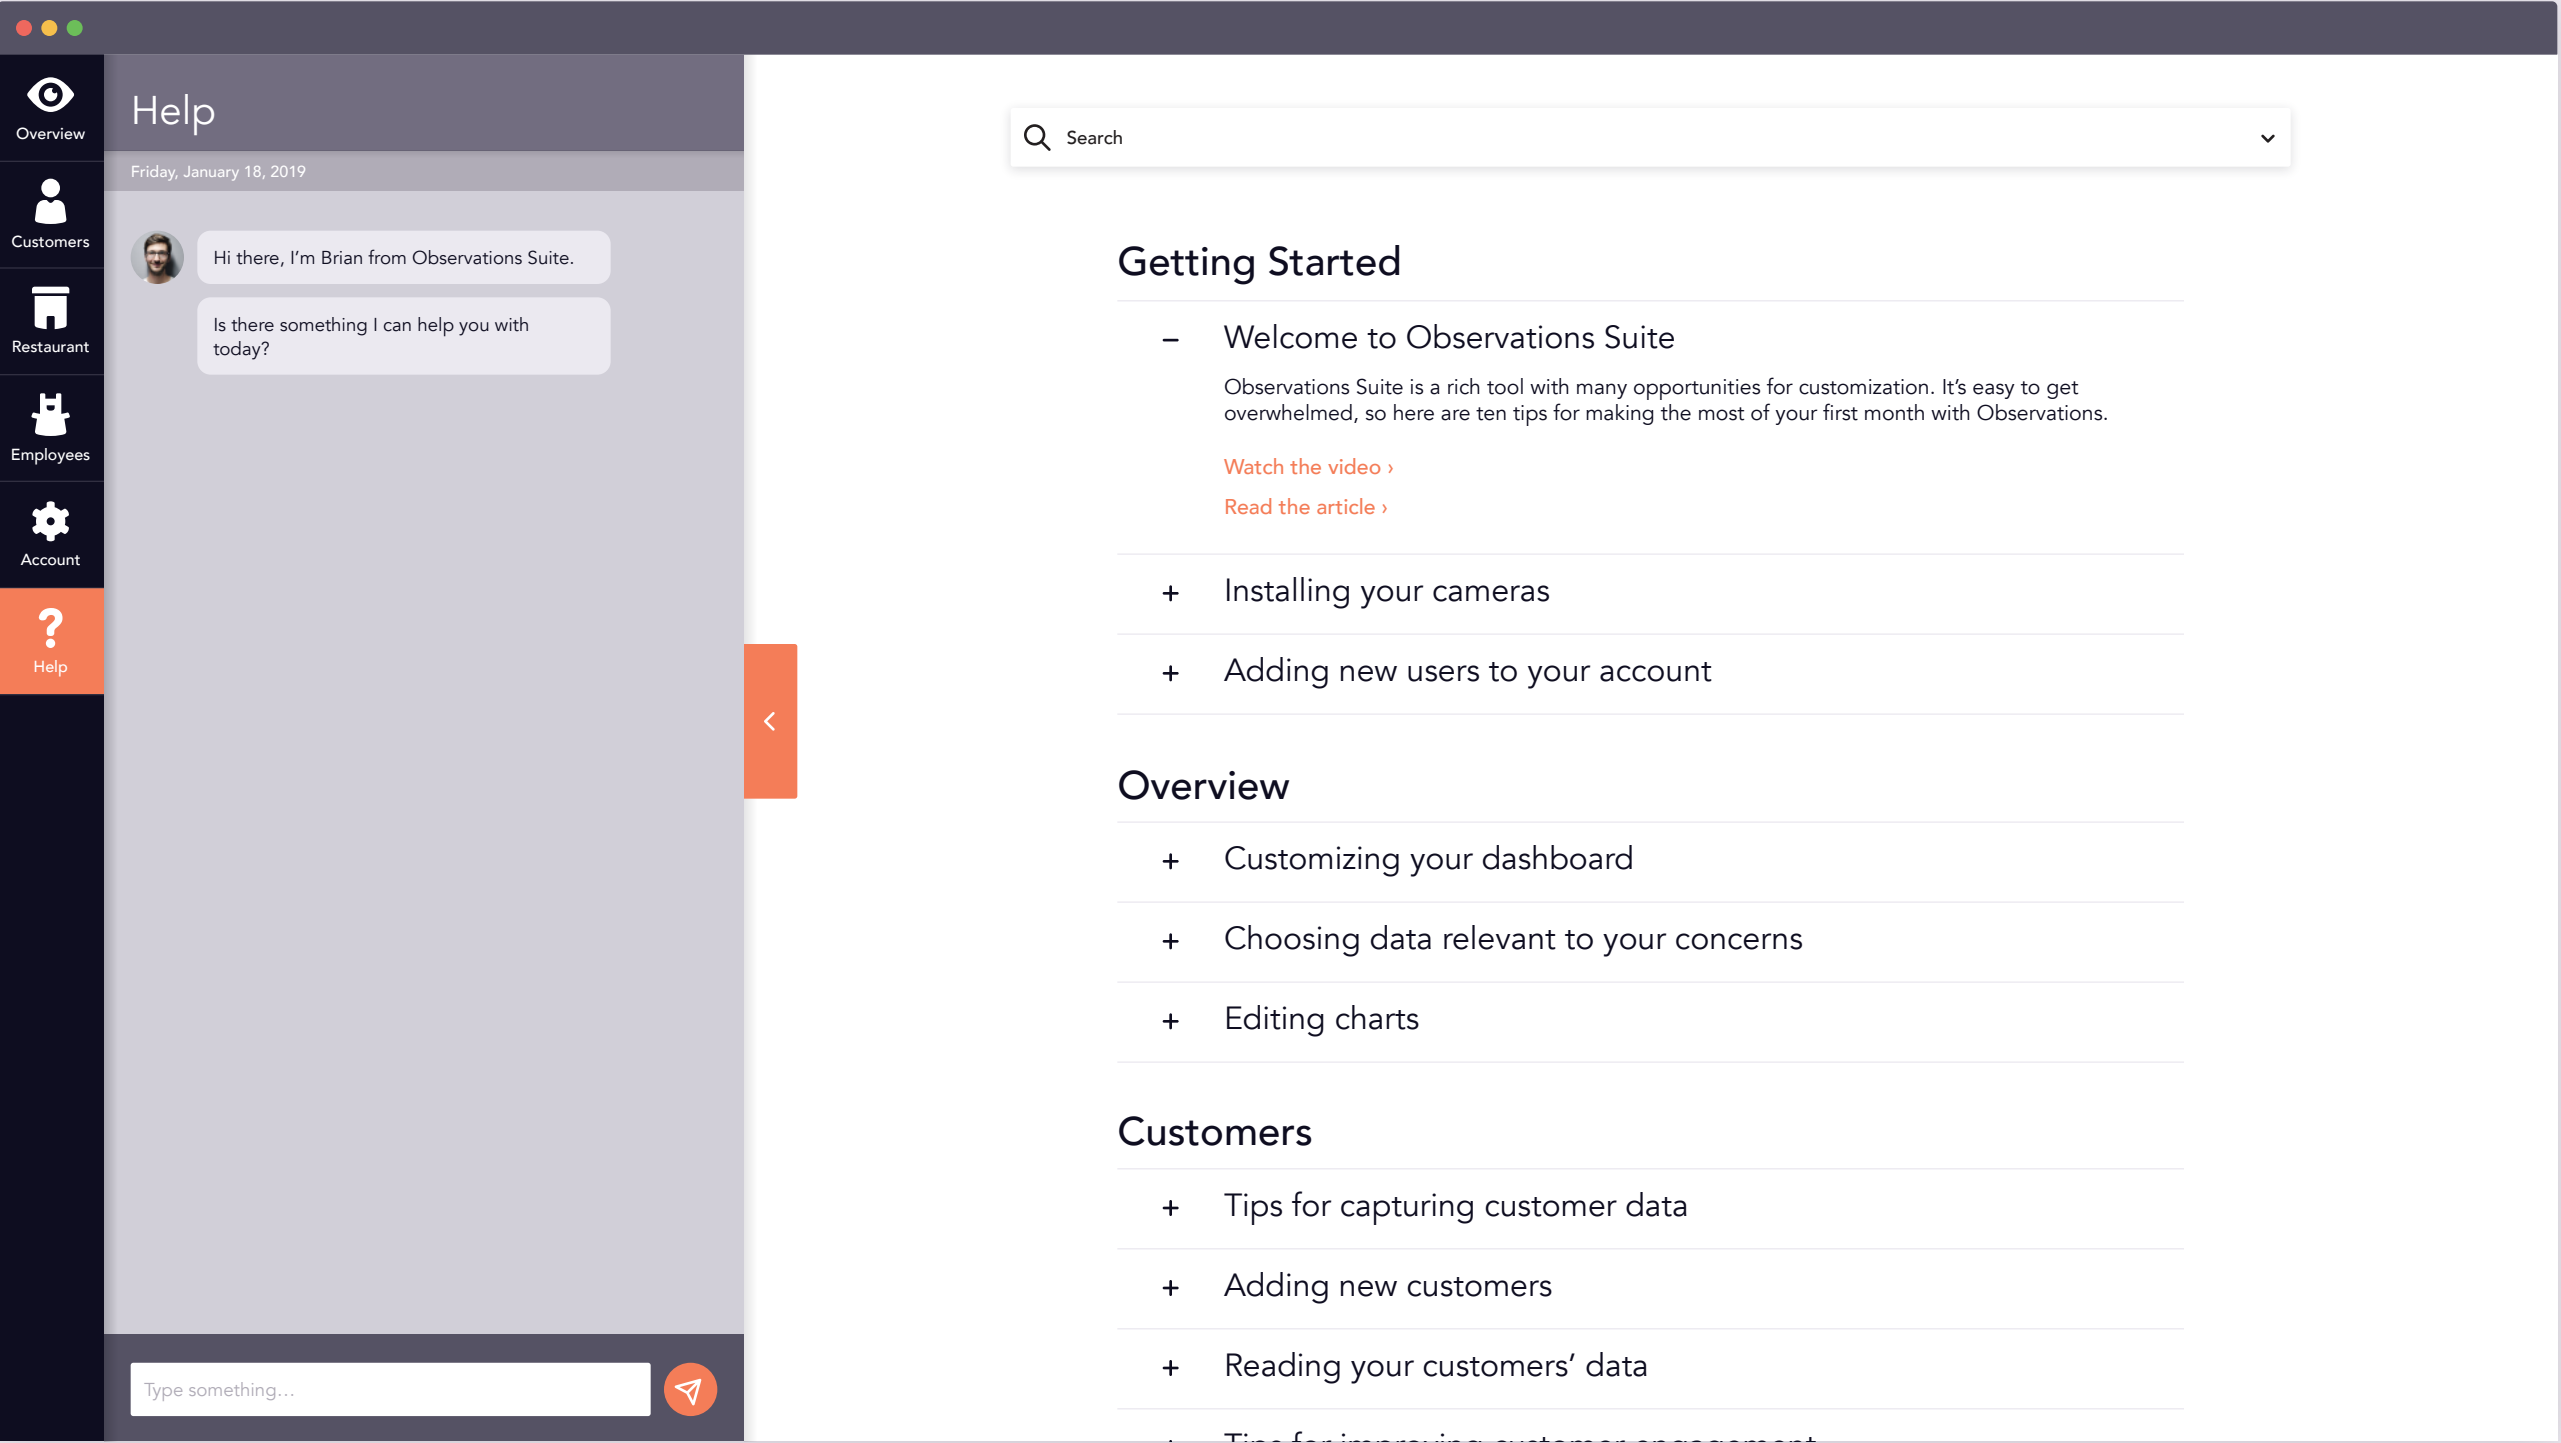 Overview
Customers
Restaurant
Employees
Account
Help
Help
Friday, January 18, 2019
Hi there, I’m Brian from Observations Suite.
Is there something I can help you with
today?
Type something...
Search
Getting Started
Welcome to Observations Suite
Observations Suite is a rich tool with many opportunities for customization. It’s easy to get
overwhelmed, so here are ten tips for making the most of your first month with Observations.
Watch the video ›
Read the article ›
Installing your cameras
Adding new users to your account
Overview
Customizing your dashboard
Choosing data relevant to your concerns
Editing charts
Customers
Tips for capturing customer data
Adding new customers
Reading your customers’ data
Tips for improving customer engagement